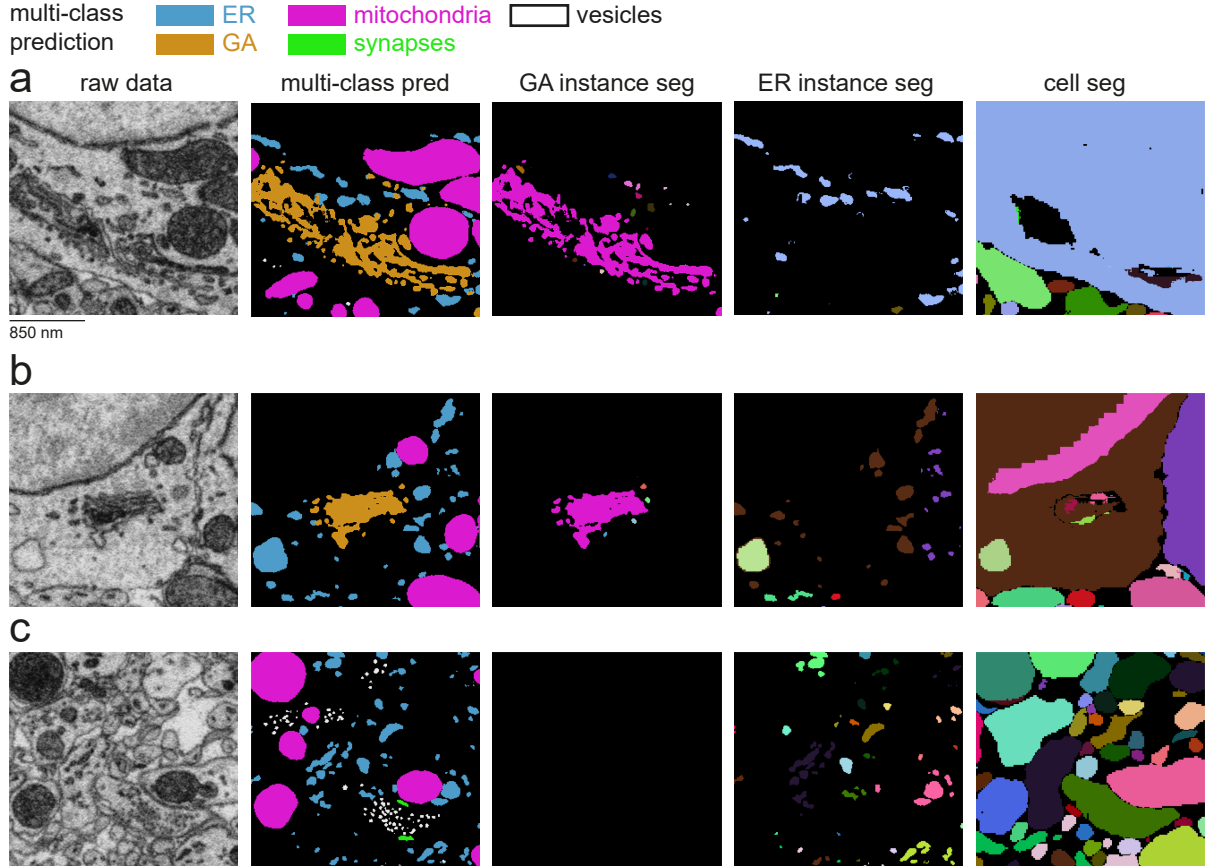 multi-class ER mitochondria vesicles
prediction GA synapses
a raw data multi-class pred GA instance seg ER instance seg cell seg
850 nm
b
c